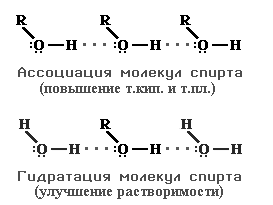 R R R
O — H ··· O — H ··· O — H
Ассоциация молекул спирта
(повышение т.кип. и т.пл.)
H R H
O — H ··· O — H ··· O — H
Гидратация молекул спирта
(улучшение растворимости)